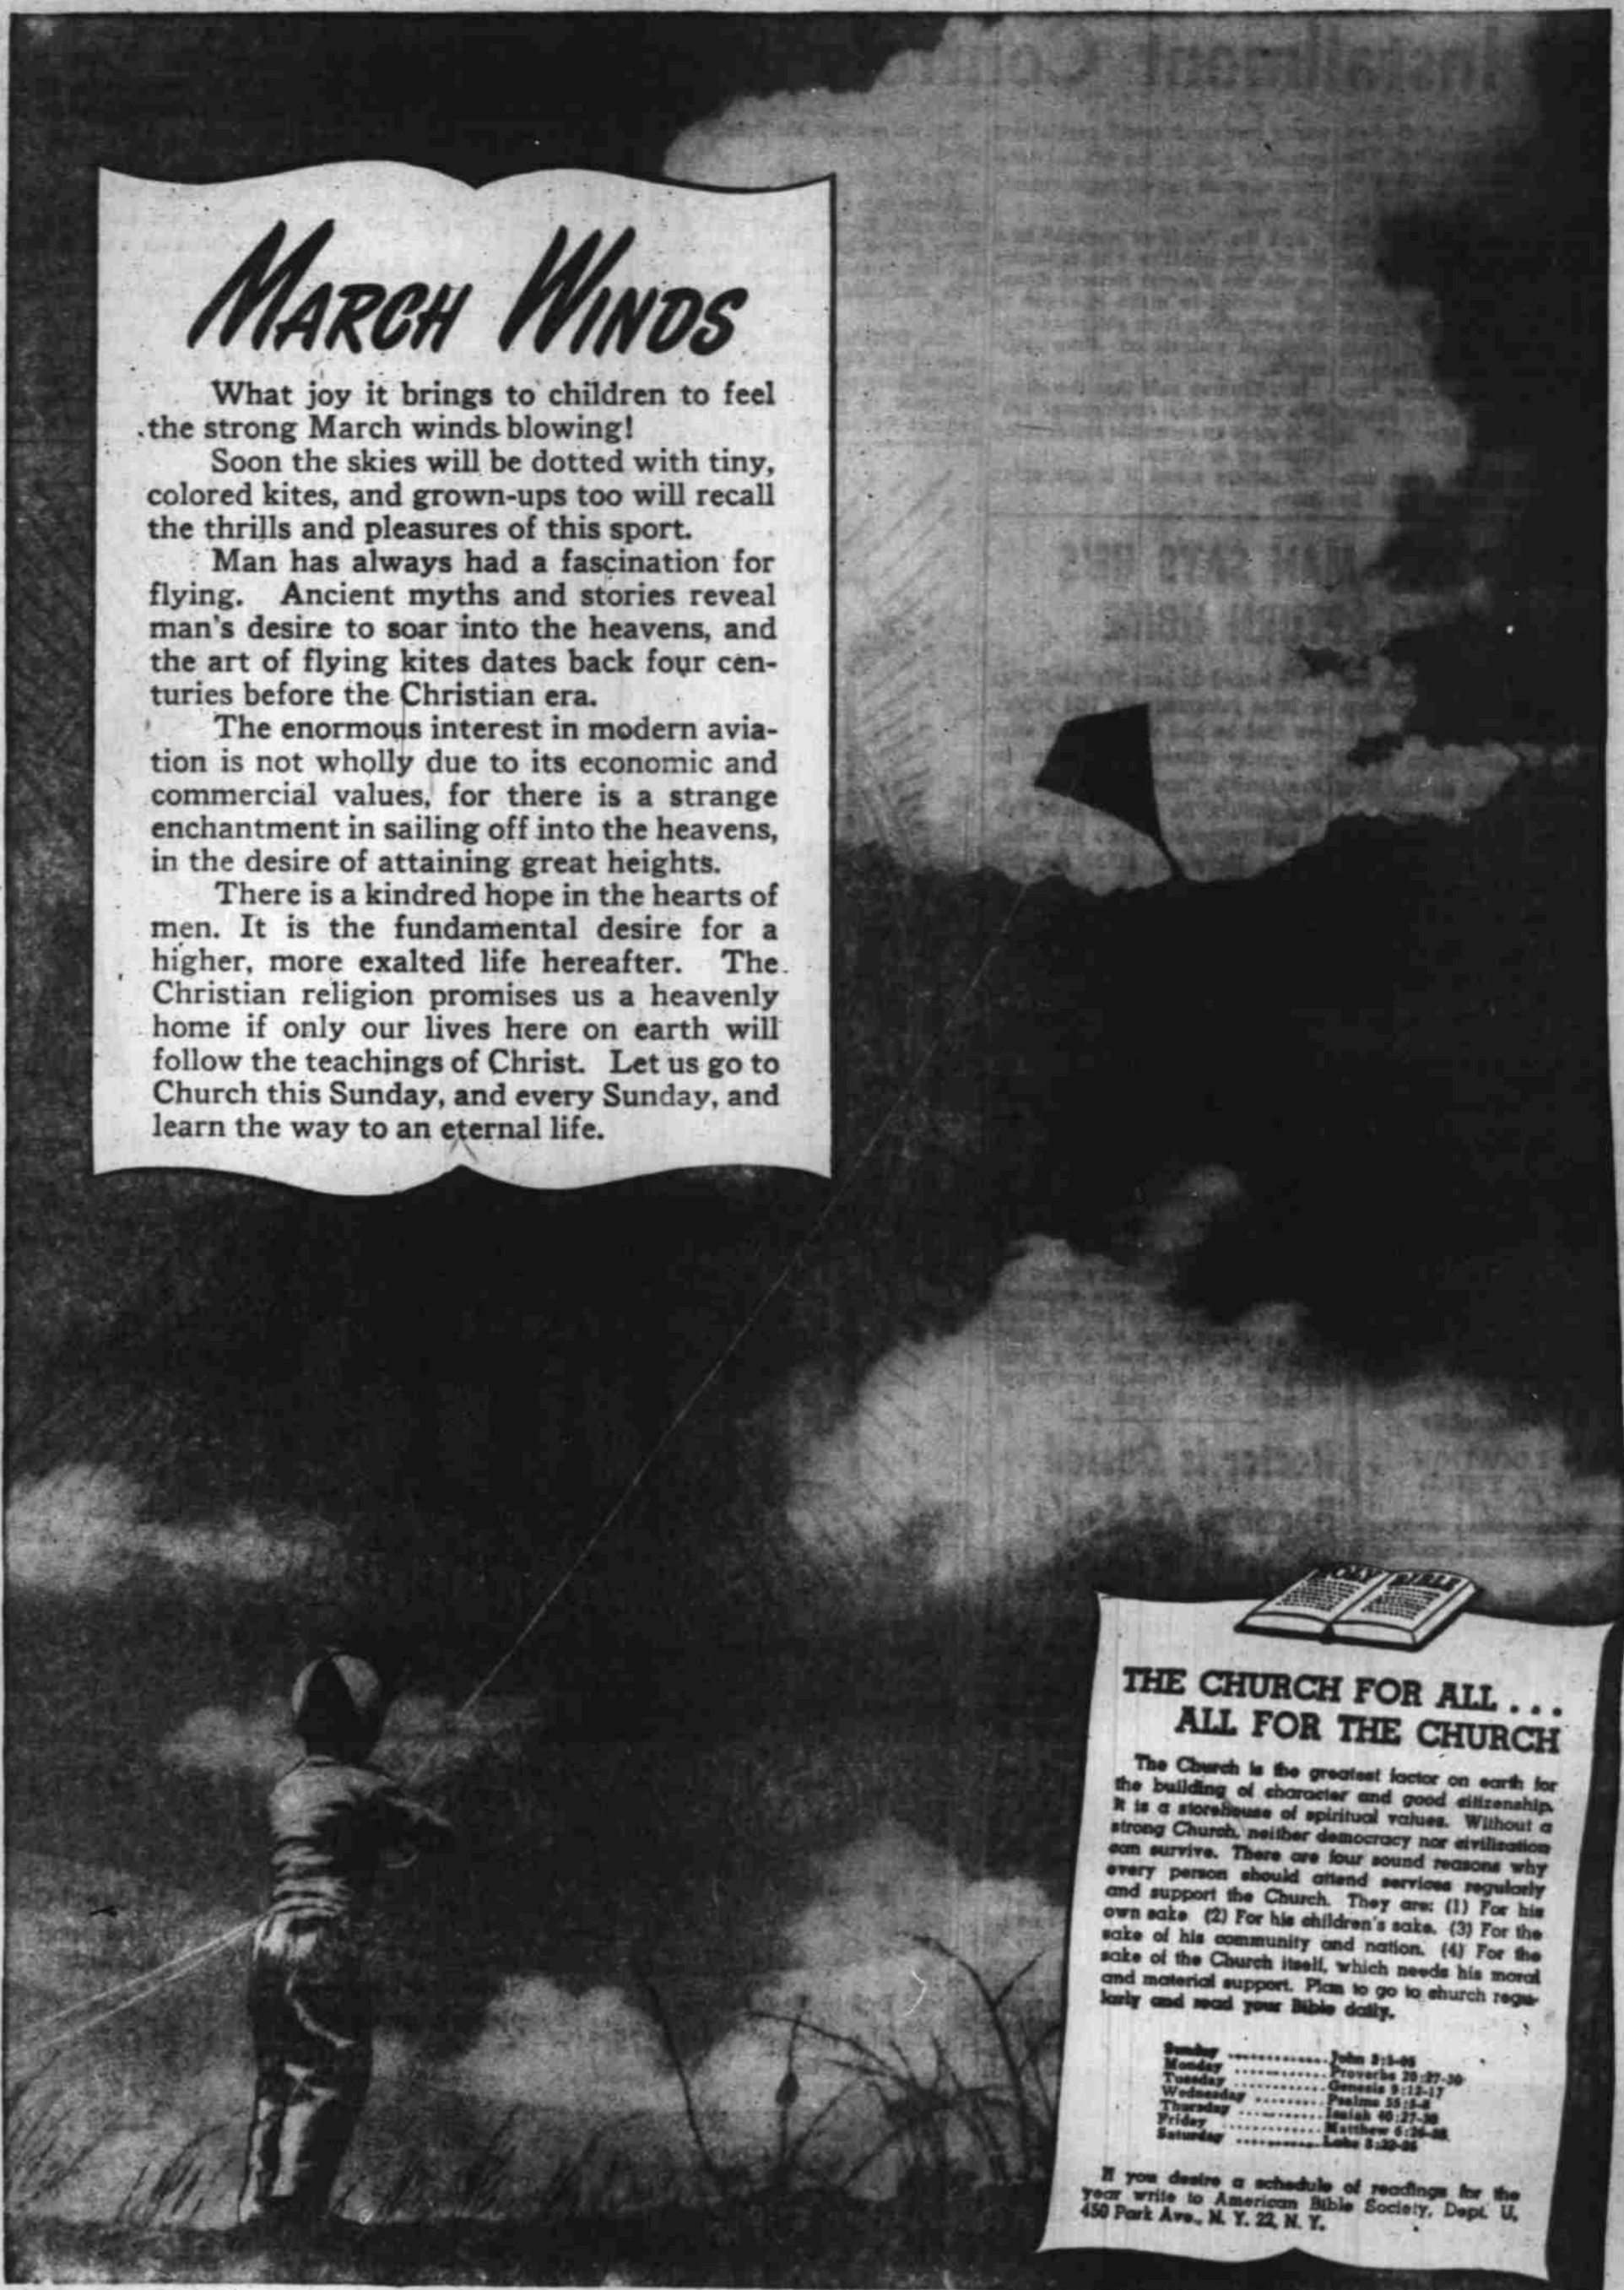 MARCH WINDS
What joy it brings to children to feel
the strong March winds blowing!
Soon the skies will be dotted with tiny,
colored kites, and grown-ups too will recall
the thrills and pleasures of this sport.
Man has always had a fascination for
flying. Ancient myths and stories reveal
man's desire to soar into the heavens, and
the art of flying kites dates back four cen-
turies before the Christian era.
The enormous interest in modern avia-
tion is not wholly due to its economic and
commercial values, for there is a strange
enchantment in sailing off into the heavens,
in the desire of attaining great heights.
There is a kindred hope in the hearts of
men. It is the fundamental desire for a
higher, more exalted life hereafter. The
Christian religion promises us a heavenly
home if only our lives here on earth will
follow the teachings of Christ. Let us go to
Church this Sunday, and every Sunday, and
learn the way to an eternal life.
HOLY BIBLE
THE CHURCH FOR ALL . . .
ALL FOR THE CHURCH
The Church is the greatest factor on earth for
the building of character and good citizenship.
It is a storehouse of spiritual values. Without a
strong Church, neither democracy nor civilization
can survive. There are four sound reasons why
every person should attend services regularly
and support the Church. They are: (1) For his
own sake (2) For his children's sake. (3) For the
sake of his community and nation. (4) For the
sake of the Church itself, which needs his moral
and material support. Plan to go to church regu-
larly and read your Bible daily.
Sunday ............ John
Monday ............ Proverbs 20:27-30
Tuesday ............ Genesis 9:12-17
Wednesday ......... Psalms
Thursday ............ Isaiah 40:27-
Friday ............ Matthew
Saturday ............ Luke
If you desire a schedule of readings for the
year write to American Bible Society, Dept. U,
450 Park Ave., N. Y. 22, N. Y.